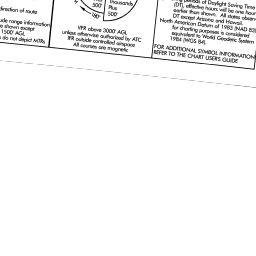 direction of route
ude range information
e shown except
1500' AGL
s do not depict MTRs
Thousands
Plus
500'
500'
VFR above 3000' AGL
unless otherwise authorized by ATC
IFR outside controlled airspace
All courses are magnetic
periods of Daylight Saving Time
(DT), effective hours will be one hour
earlier than shown. All states observe
DT except Arizona and Hawaii.
North American Datum of 1983 (NAD 83)
for charting purposes is considered
equivalent to World Geodetic System
1984 (WGS 84).
FOR ADDITIONAL SYMBOL INFORMATION
REFER TO THE CHART USER'S GUIDE